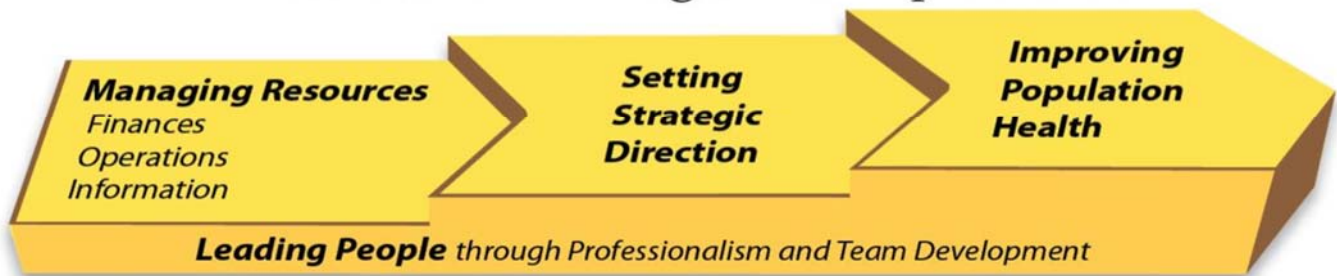 Managing Resources
Finances
Operations
Information
Setting
Strategic
Direction
Improving
Population
Health
Leading People through Professionalism and Team Development